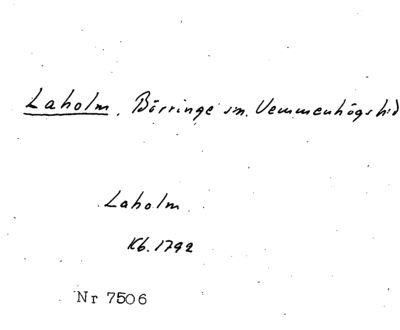 Laholm, Börringe sn. Vemmenhögs hd
Laholm
Kb. 1792
Nr 7506